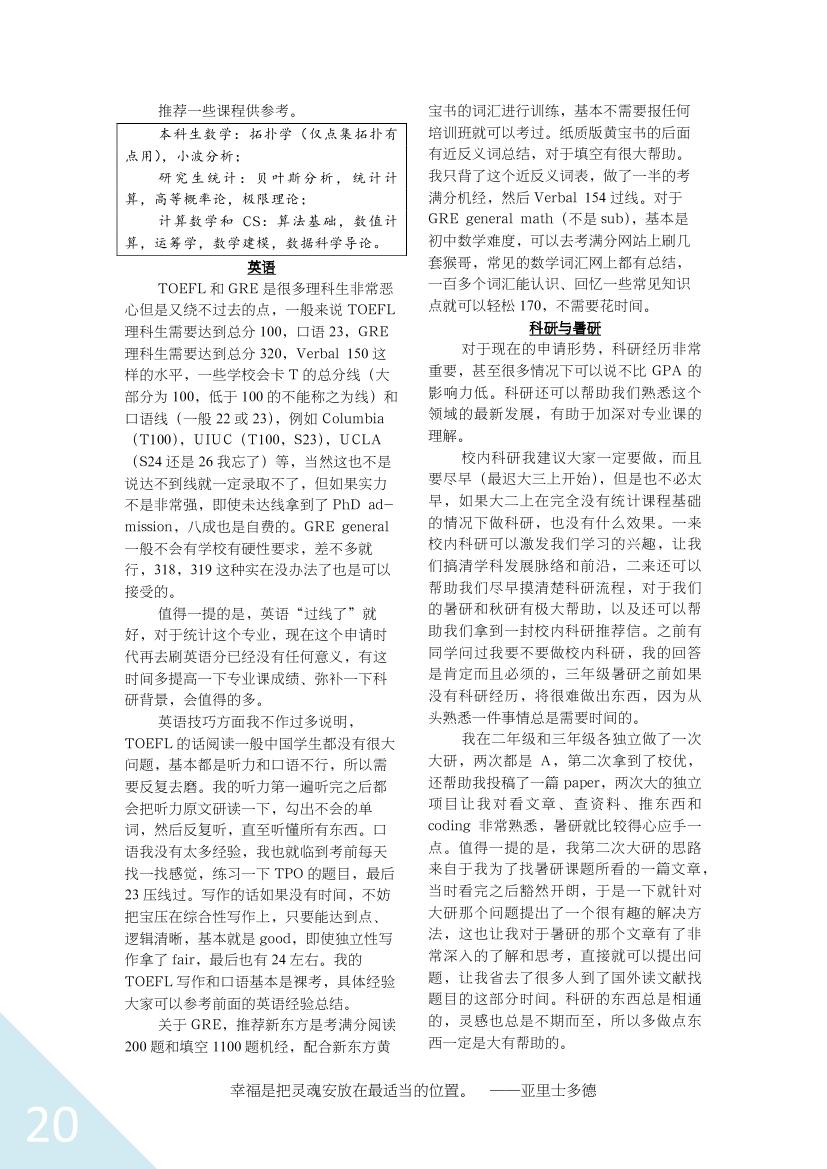 推荐一些课程供参考。
本科生数学：拓扑学（仅点集拓扑有
点用），小波分析；
研究生统计：贝叶斯分析，统计计
算，高等概率论，极限理论；
计算数学和 CS：算法基础，数值计
算，运筹学，数学建模，数据科学导论。
英语
TOEFL 和 GRE 是很多理科生非常恶
心但是又绕不过去的点，一般来说 TOEFL
理科生需要达到总分 100，口语 23，GRE
理科生需要达到总分 320，Verbal 150 这
样的水平，一些学校会卡 T 的总分线（大
部分为 100，低于 100 的不能称之为线）和
口语线（一般 22 或 23），例如 Columbia
（T100），UIUC（T100，S23），UCLA
（S24 还是 26 我忘了）等，当然这也不是
说达不到线就一定录取不了，但如果实力
不是非常强，即使未达线拿到了 PhD ad-
mission，八成也是自费的。GRE general
一般不会有学校有硬性要求，差不多就
行，318，319 这种实在没办法了也是可以
接受的。
值得一提的是，英语“过线了”就
好，对于统计这个专业，现在这个申请时
代再去刷英语分已经没有任何意义，有这
时间多提高一下专业课成绩、弥补一下科
研背景，会值得的多。
英语技巧方面我不作过多说明，
TOEFL 的话阅读一般中国学生都没有很大
问题，基本都是听力和口语不行，所以需
要反复去磨。我的听力第一遍听完之后都
会把听力原文研读一下，勾出不会的单
词，然后反复听，直至听懂所有东西。口
语我没有太多经验，我也就临到考前每天
找一找感觉，练习一下 TPO 的题目，最后
23 压线过。写作的话如果没有时间，不妨
把宝压在综合性写作上，只要能达到点、
逻辑清晰，基本就是 good，即使独立性写
作拿了 fair，最后也有 24 左右。我的
TOEFL 写作和口语基本是裸考，具体经验
大家可以参考前面的英语经验总结。
关于 GRE，推荐新东方是考满分阅读
200 题和填空 1100 题机经，配合新东方黄
宝书的词汇进行训练，基本不需要报任何
培训班就可以考过。纸质版黄宝书的后面
有近反义词总结，对于填空有很大帮助。
我只背了这个近反义词表，做了一半的考
满分机经，然后 Verbal 154 过线。对于
GRE general math（不是 sub），基本是
初中数学难度，可以去考满分网站上刷几
套猴哥，常见的数学词汇网上都有总结，
一百多个词汇能认识、回忆一些常见知识
点就可以轻松 170，不需要花时间。
科研与暑研
对于现在的申请形势，科研经历非常
重要，甚至很多情况下可以说不比 GPA 的
影响力低。科研还可以帮助我们熟悉这个
领域的最新发展，有助于加深对专业课的
理解。
校内科研我建议大家一定要做，而且
要尽早（最迟大三上开始），但是也不必太
早，如果大二上在完全没有统计课程基础
的情况下做科研，也没有什么效果。一来
校内科研可以激发我们学习的兴趣，让我
们搞清学科发展脉络和前沿，二来还可以
帮助我们尽早摸清楚科研流程，对于我们
的暑研和秋研有极大帮助，以及还可以帮
助我们拿到一封校内科研推荐信。之前有
同学问过我要不要做校内科研，我的回答
是肯定而且必须的，三年级暑研之前如果
没有科研经历，将很难做出东西，因为从
头熟悉一件事情总是需要时间的。
我在二年级和三年级各独立做了一次
大研，两次都是 A，第二次拿到了校优，
还帮助我投稿了一篇 paper，两次大的独立
项目让我对看文章、查资料、推东西和
coding 非常熟悉，暑研就比较得心应手一
点。值得一提的是，我第二次大研的思路
来自于我为了找暑研课题所看的一篇文章，
当时看完之后豁然开朗，于是一下就针对
大研那个问题提出了一个很有趣的解决方
法，这也让我对于暑研的那个文章有了非
常深入的了解和思考，直接就可以提出问
题，让我省去了很多人到了国外读文献找
题目的这部分时间。科研的东西总是相通
的，灵感也总是不期而至，所以多做点东
西一定是大有帮助的。
幸福是把灵魂安放在最适当的位置。 ——亚里士多德
20